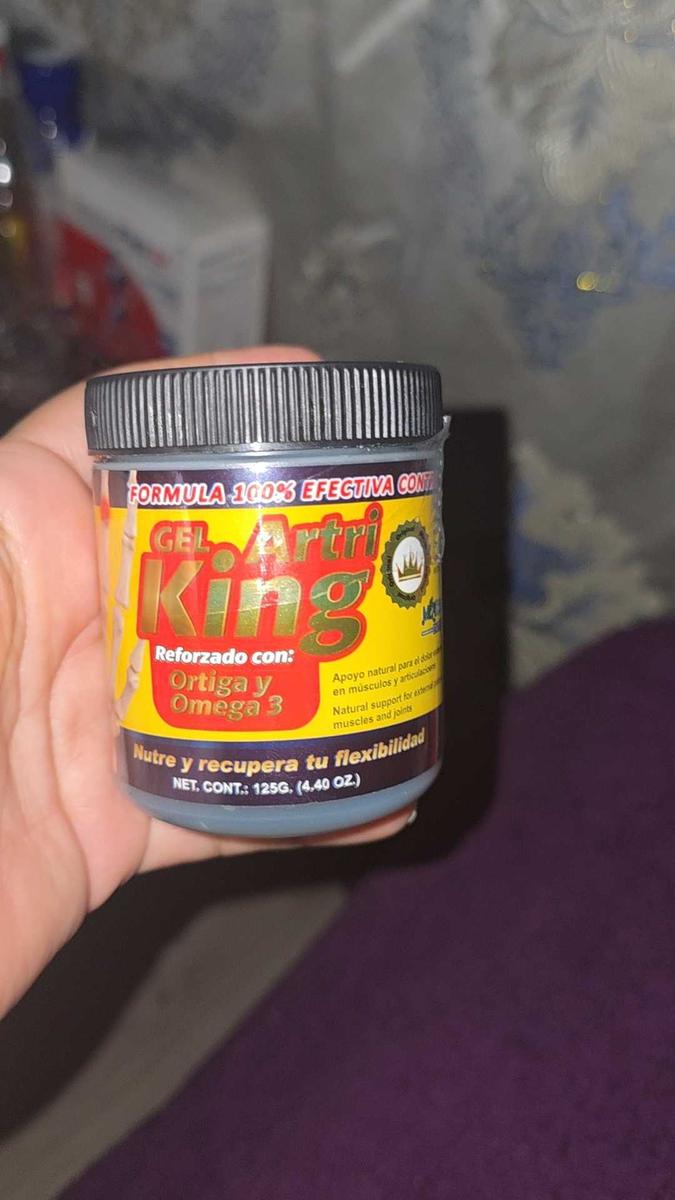 FORMULA 100% EFECTIVA
GEL Artri
King
Reforzado con:
Ortiga y
Omega 3
Apoyo natural para el dolor
en músculos y articulaciones
Natural support for external
muscles and joints
Nutre y recupera tu flexibilidad
NET. CONT.: 125G. (4.40 OZ.)